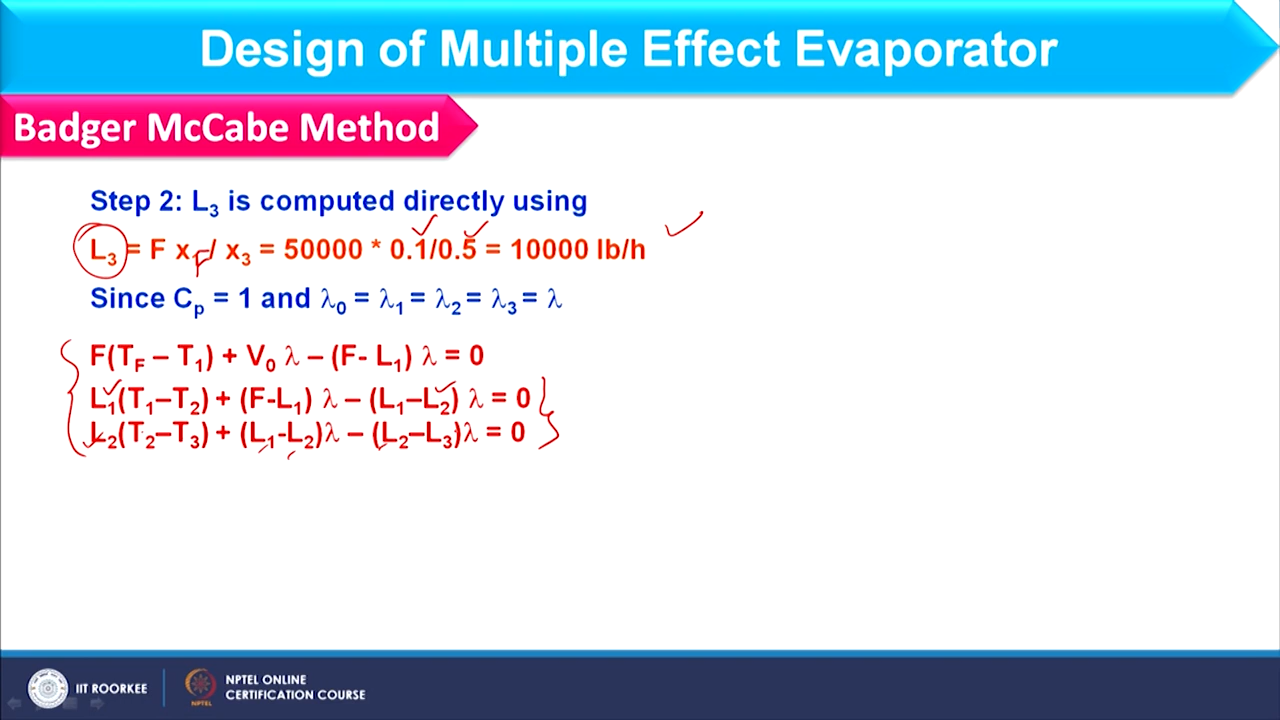 Design of Multiple Effect Evaporator
Badger McCabe Method
Step 2: L₃ is computed directly using
L₃ = F x_F / x₃ = 50000 * 0.1/0.5 = 10000 lb/h
Since Cₚ = 1 and λ₀ = λ₁ = λ₂ = λ₃ = λ
F(T_F – T₁) + V₀ λ – (F- L₁) λ = 0
L₁(T₁–T₂) + (F-L₁) λ – (L₁–L₂) λ = 0
L₂(T₂–T₃) + (L₁-L₂)λ – (L₂–L₃)λ = 0
IIT ROORKEE
NPTEL
NPTEL ONLINE
CERTIFICATION COURSE